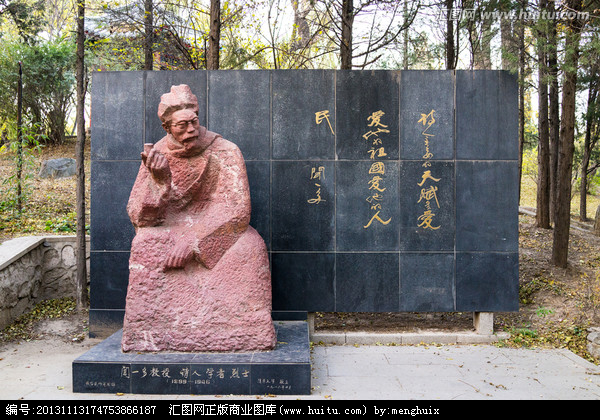 诗人主要的天赋是爱
爱他的祖国爱他的人
民 闻一多
闻一多教授 诗人 学者 烈士
(1899-1946)
编号:20131113174753866187 汇图网正版商业图库-www.huitu.com by:menghuix